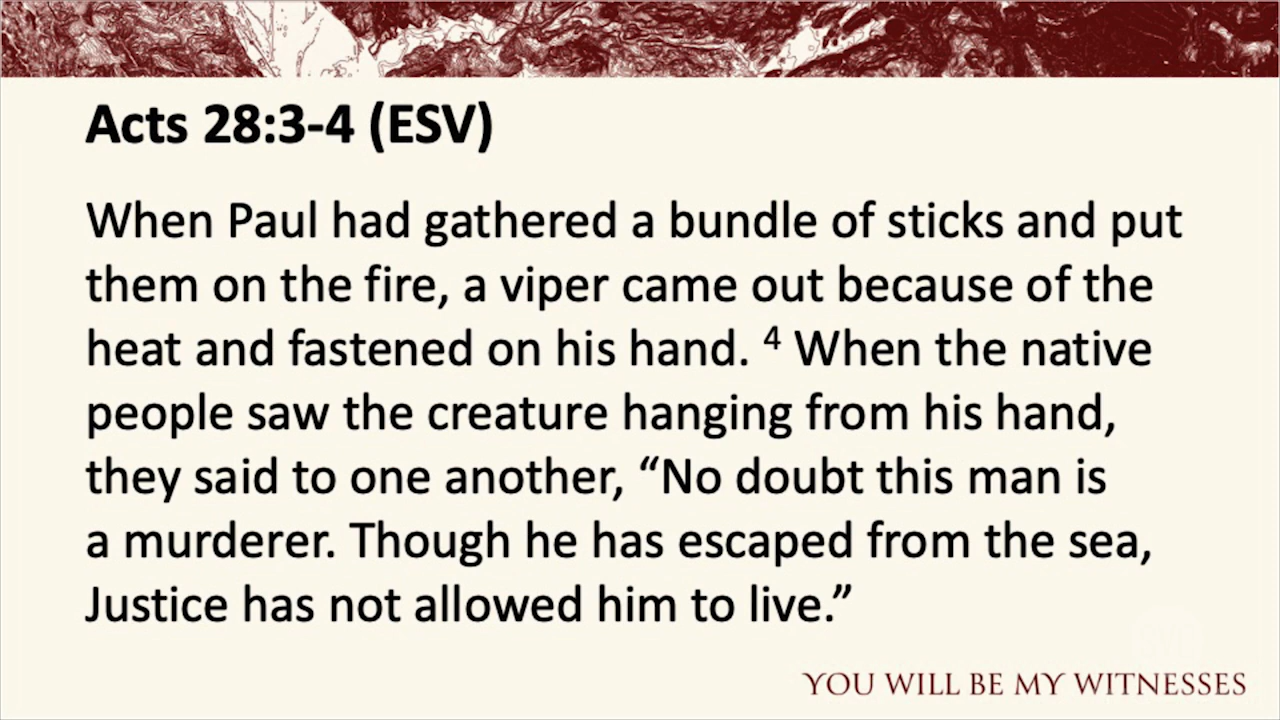 Acts 28:3-4 (ESV)
When Paul had gathered a bundle of sticks and put
them on the fire, a viper came out because of the
heat and fastened on his hand. ⁴ When the native
people saw the creature hanging from his hand,
they said to one another, “No doubt this man is
a murderer. Though he has escaped from the sea,
Justice has not allowed him to live.”
YOU WILL BE MY WITNESSES